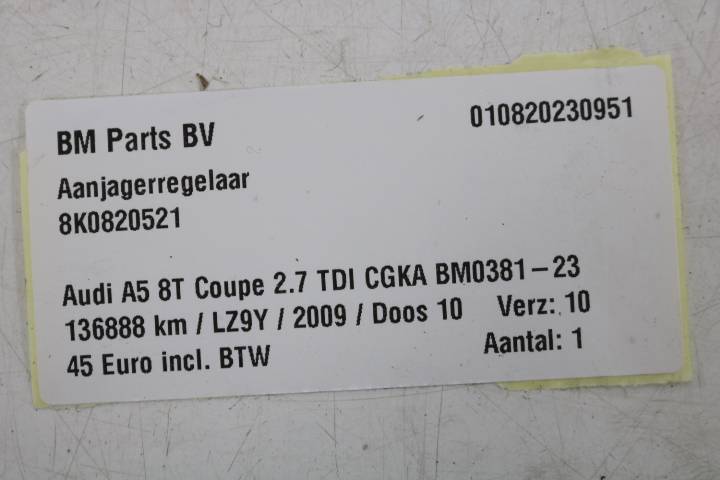 BM Parts BV 010820230951
Aanjagerregelaar
8K0820521
Audi A5 8T Coupe 2.7 TDI CGKA BM0381-23
136888 km / LZ9Y / 2009 / Doos 10 Verz: 10
45 Euro incl. BTW Aantal: 1